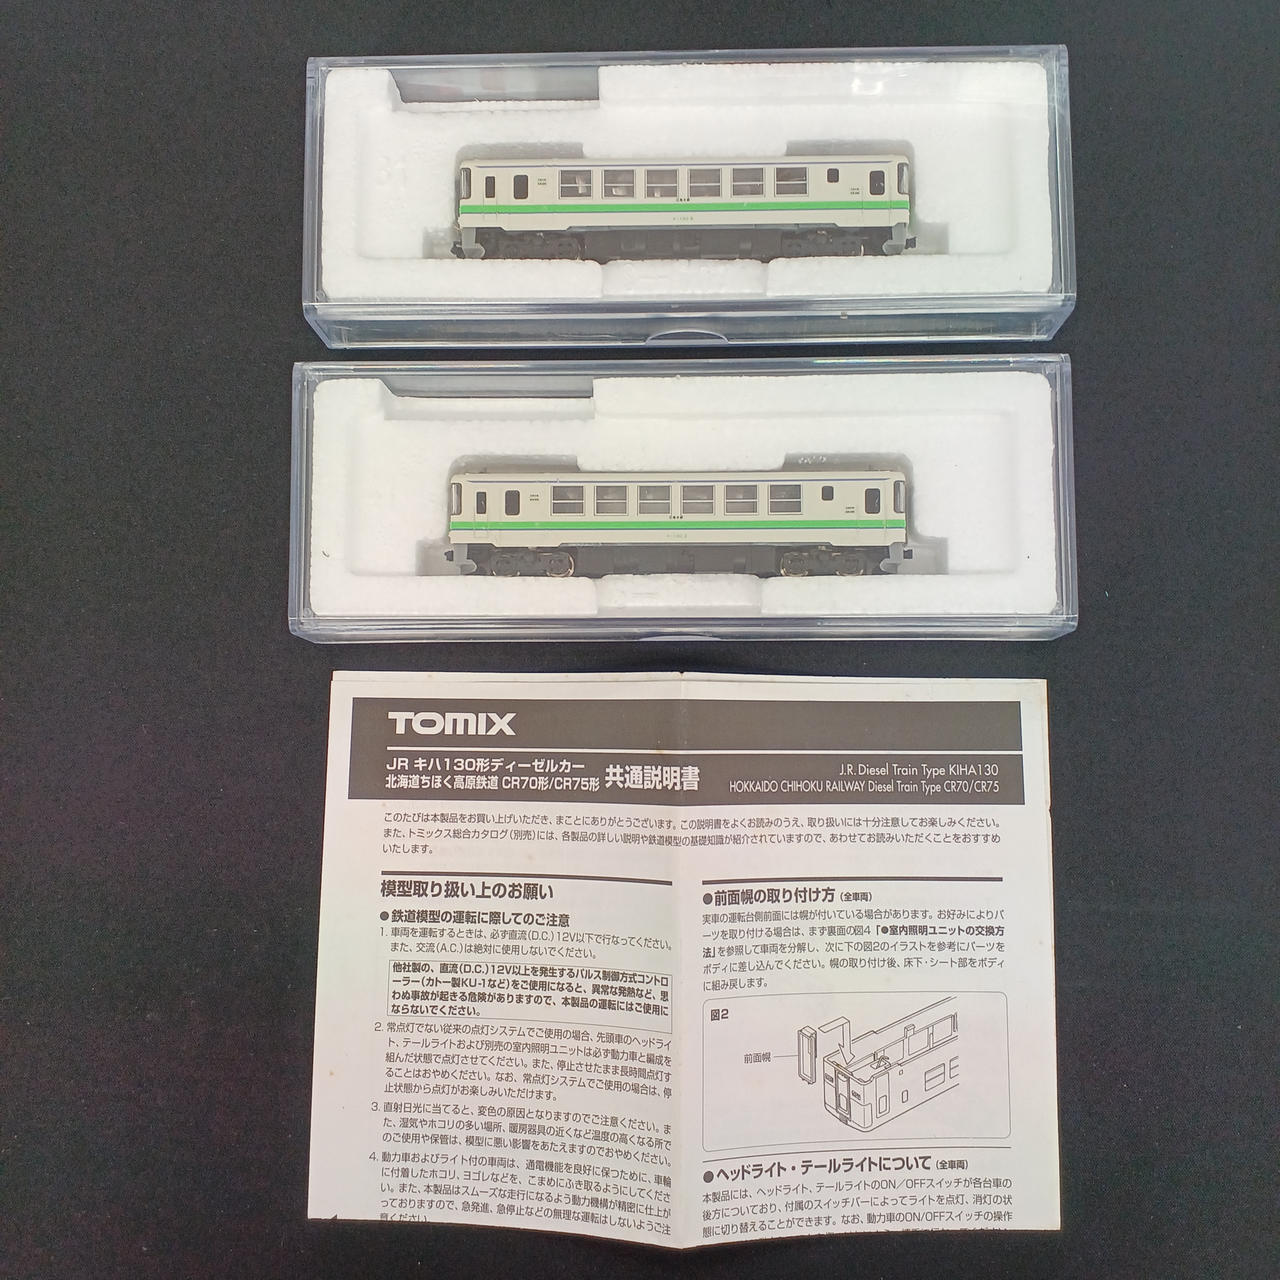 TOMIX
JR キハ130形ディーゼルカー
北海道ちほく高原鉄道 CR70形/CR75形 共通説明書
J.R. Diesel Train Type KIHA130
HOKKAIDO CHIHOKU RAILWAY Diesel Train Type CR70/CR75
このたびは本製品をお買い上げいただき、まことにありがとうございます。この説明書をよくお読みのうえ、取り扱いには十分注意してお楽しみください。
また、トミックス総合カタログ(別売)には、各製品の詳しい説明や鉄道模型の基礎知識が紹介されていますので、あわせてお読みいただくことをおすすめ
いたします。
模型取り扱い上のお願い
●鉄道模型の運転に際してのご注意
1. 車両を運転するときは、必ず直流(D.C.)12V以下で行なってください。
また、交流(A.C.)は絶対に使用しないでください。
他社製の、直流(D.C.)12V以上を発生するパルス制御方式コントロ
ーラー(カトー製KU-1など)をご使用になると、異常な発熱など、思
わぬ事故が起きる危険がありますので、本製品の運転にはご使用に
ならないでください。
2. 常点灯でない従来の点灯システムでご使用の場合、先頭車のヘッドライ
ト、テールライトおよび別売の室内照明ユニットは必ず動力車と編成を
組んだ状態で点灯させてください。また、停止させたまま長時間点灯す
ることはおやめください。なお、常点灯システムでご使用の場合は、停
止状態から点灯がお楽しみいただけます。
3. 直射日光に当てると、変色の原因となりますのでご注意ください。ま
た、湿気やホコリの多い場所、暖房器具の近くなど温度の高くなる所で
のご使用や保管は、模型に悪い影響をあたえますのでおやめください。
4. 動力車およびライト付の車両は、通電機能を良好に保つために、車輪
に付着したホコリ、ヨゴレなどを、こまめにふき取るようにしてくださ
い。また、本製品はスムーズな走行になるよう動力機構が精密に仕上が
っておりますので、急発進、急停止などの無理な運転はしないようご注
意ください。
●前面幌の取り付け方(全車両)
実車の運転台側前面には幌が付いている場合があります。お好みによりパ
ーツを取り付ける場合は、まず裏面の図4「●室内照明ユニットの交換方
法」を参照して車両を分解し、次に下の図2のイラストを参考にパーツを
ボディに差し込んでください。幌の取り付け後、床下・シート部をボディ
に組み戻します。
図2
前面幌
●ヘッドライト・テールライトについて(全車両)
本製品には、ヘッドライト、テールライトのON/OFFスイッチが各台車の
後方についており、付属のスイッチバーによってライトを点灯、消灯の状
態に切り替えることができます。なお、動力車のON/OFFスイッチの操作